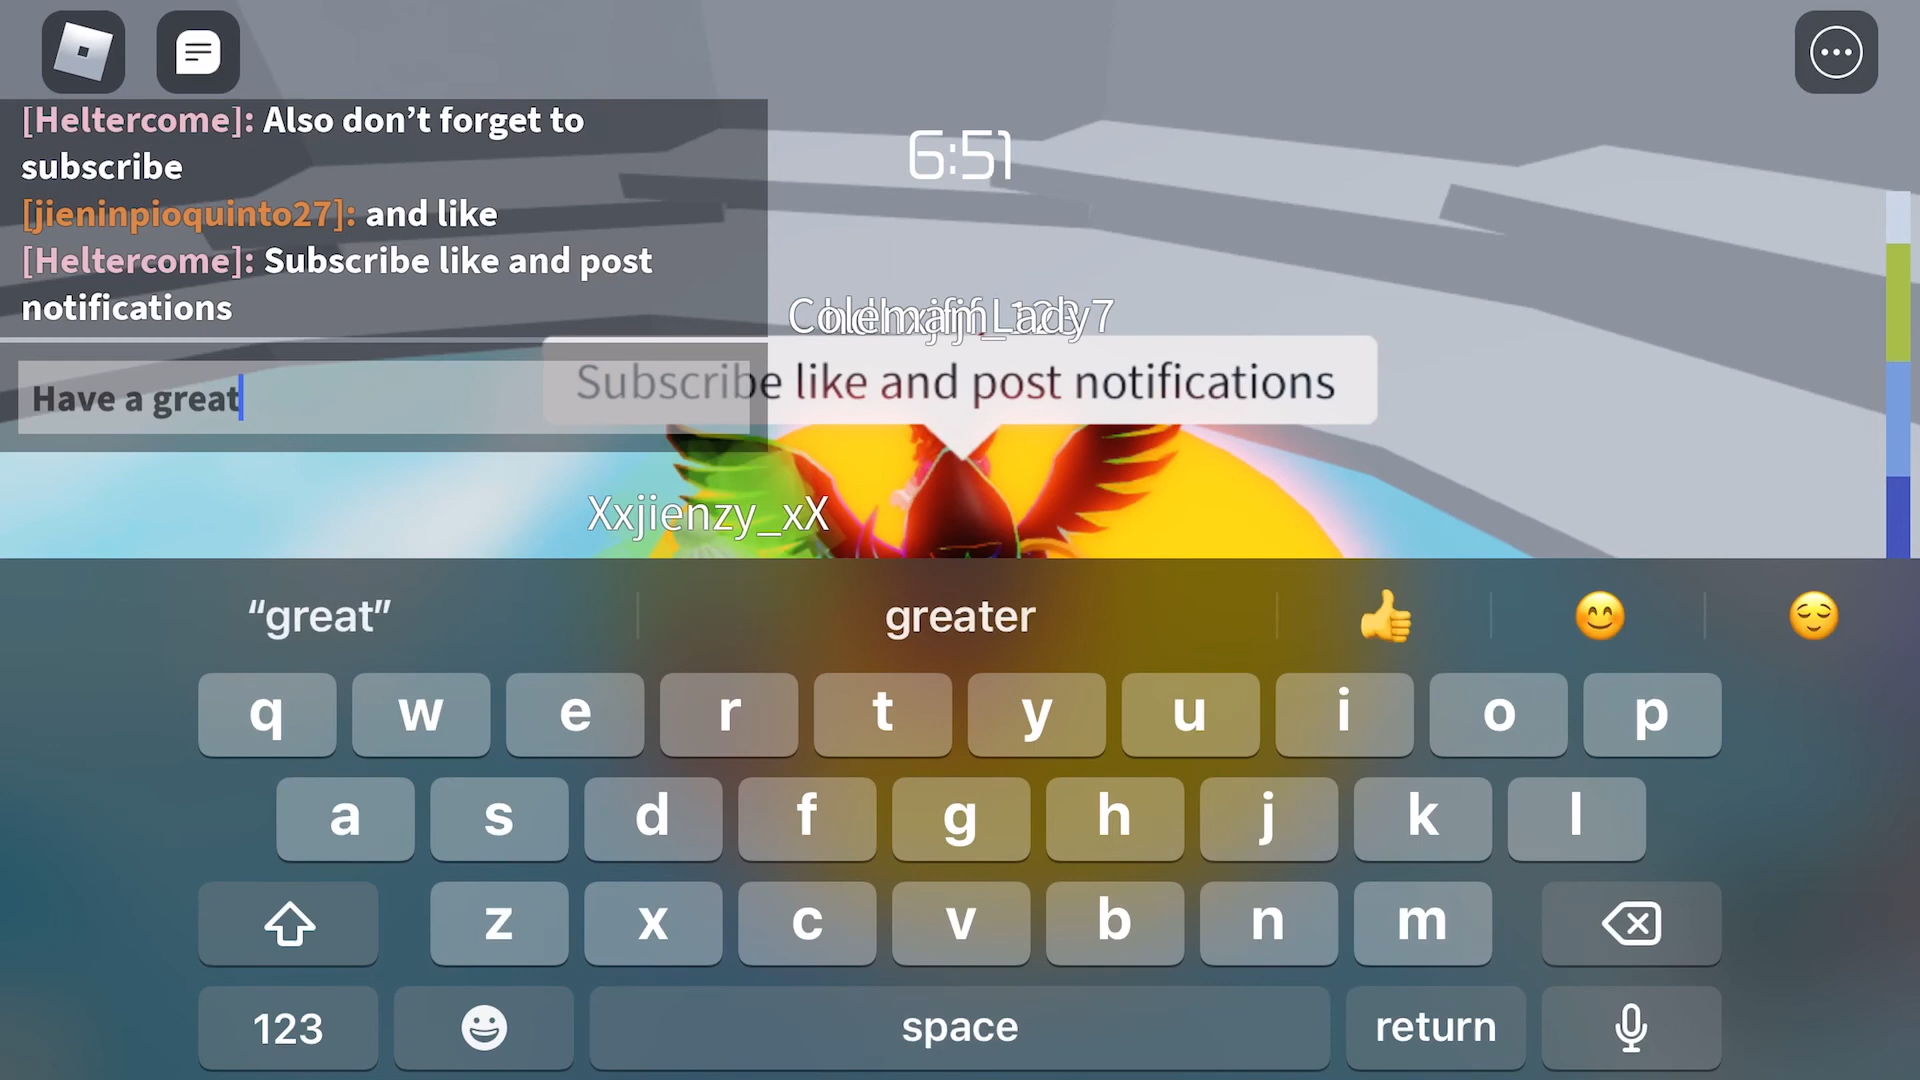 [Heltercome]: Also don’t forget to
subscribe
[jieninpioquinto27]: and like
[Heltercome]: Subscribe like and post
notifications
6:51
Have a great
Subscribe like and post notifications
Xxjienzy_xX
“great”
greater
q w e r t y u i o p
a s d f g h j k l
z x c v b n m
123
space
return